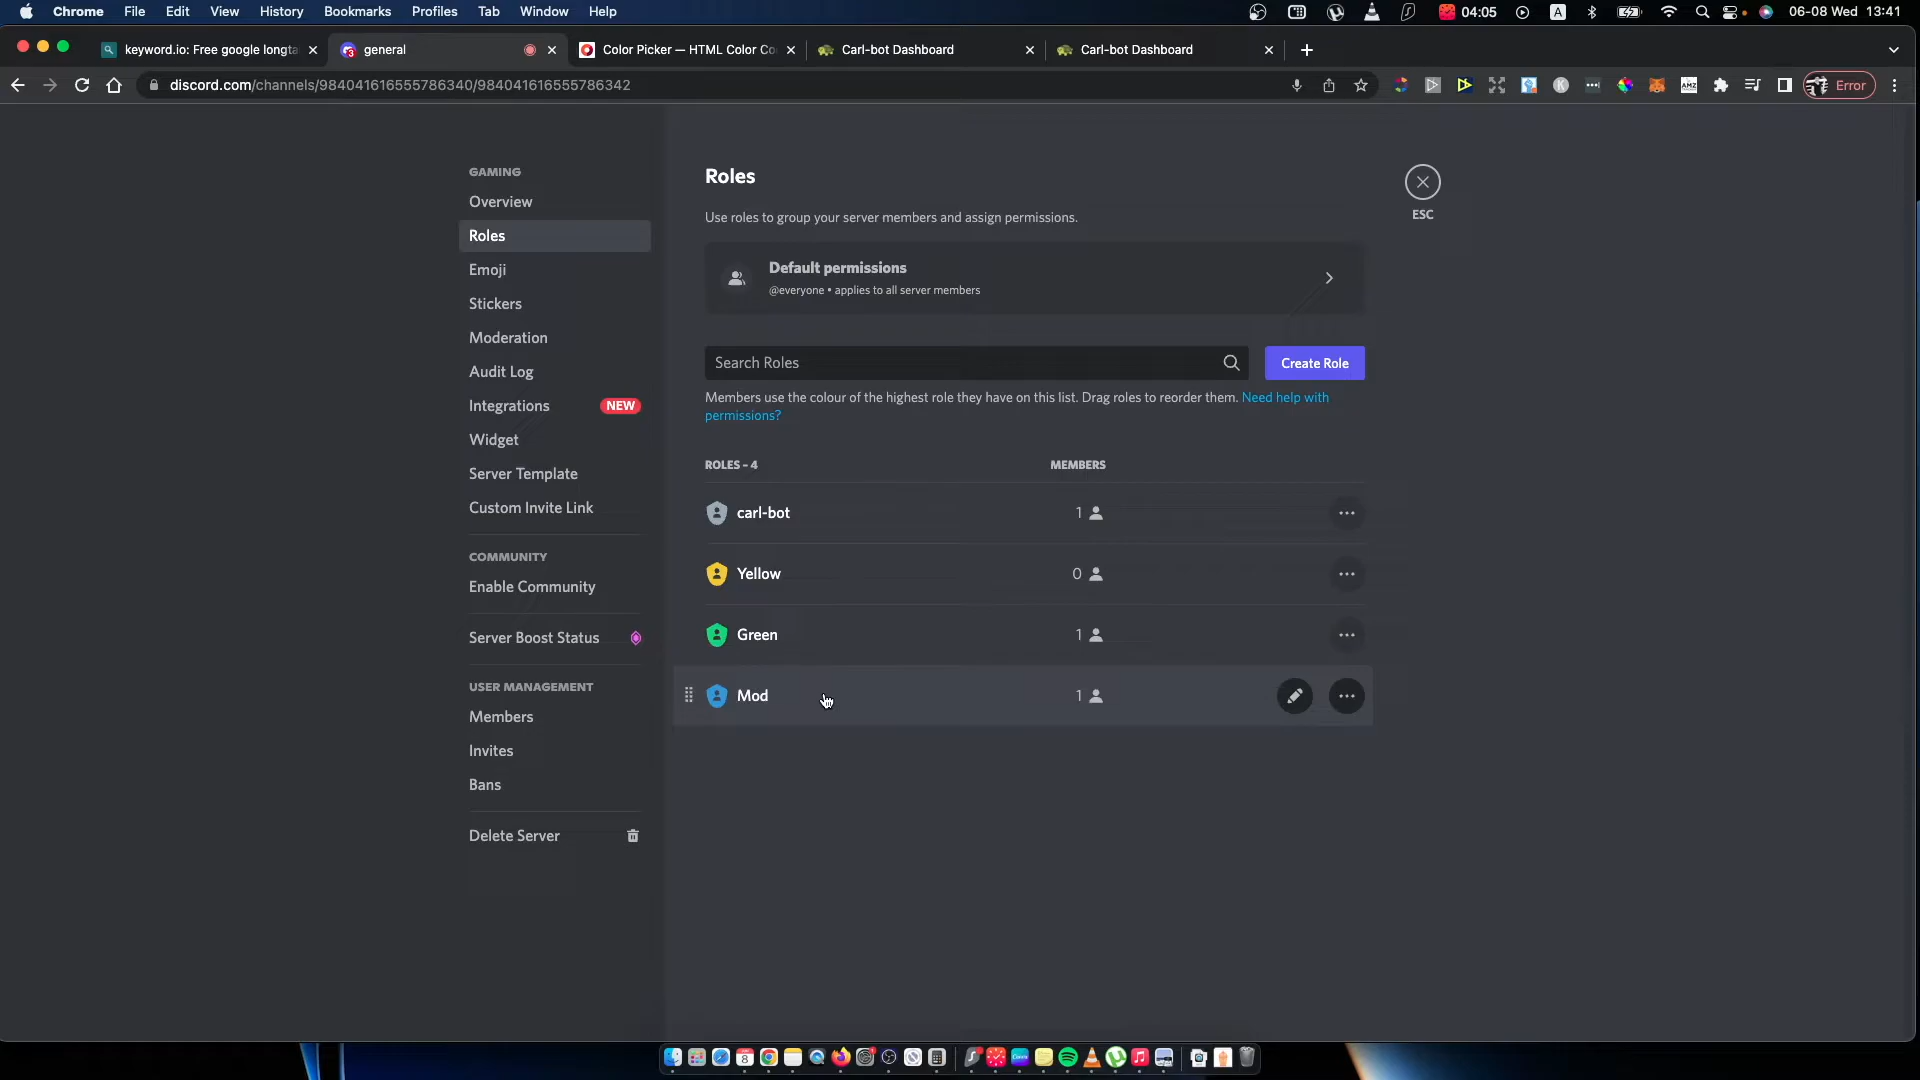 Chrome File Edit View History Bookmarks Profiles Tab Window Help
04:05 A 06-08 Wed 13:41
keyword.io: Free google longta
general
Color Picker — HTML Color Co
Carl-bot Dashboard
Carl-bot Dashboard
discord.com/channels/984041616555786340/984041616555786342
Error
GAMING
Overview
Roles
Emoji
Stickers
Moderation
Audit Log
Integrations NEW
Widget
Server Template
Custom Invite Link
COMMUNITY
Enable Community
Server Boost Status
USER MANAGEMENT
Members
Invites
Bans
Delete Server
Roles
Use roles to group your server members and assign permissions.
Default permissions
@everyone • applies to all server members
Search Roles
Create Role
Members use the colour of the highest role they have on this list. Drag roles to reorder them. Need help with
permissions?
ROLES – 4 MEMBERS
carl-bot 1
Yellow 0
Green 1
Mod 1
ESC